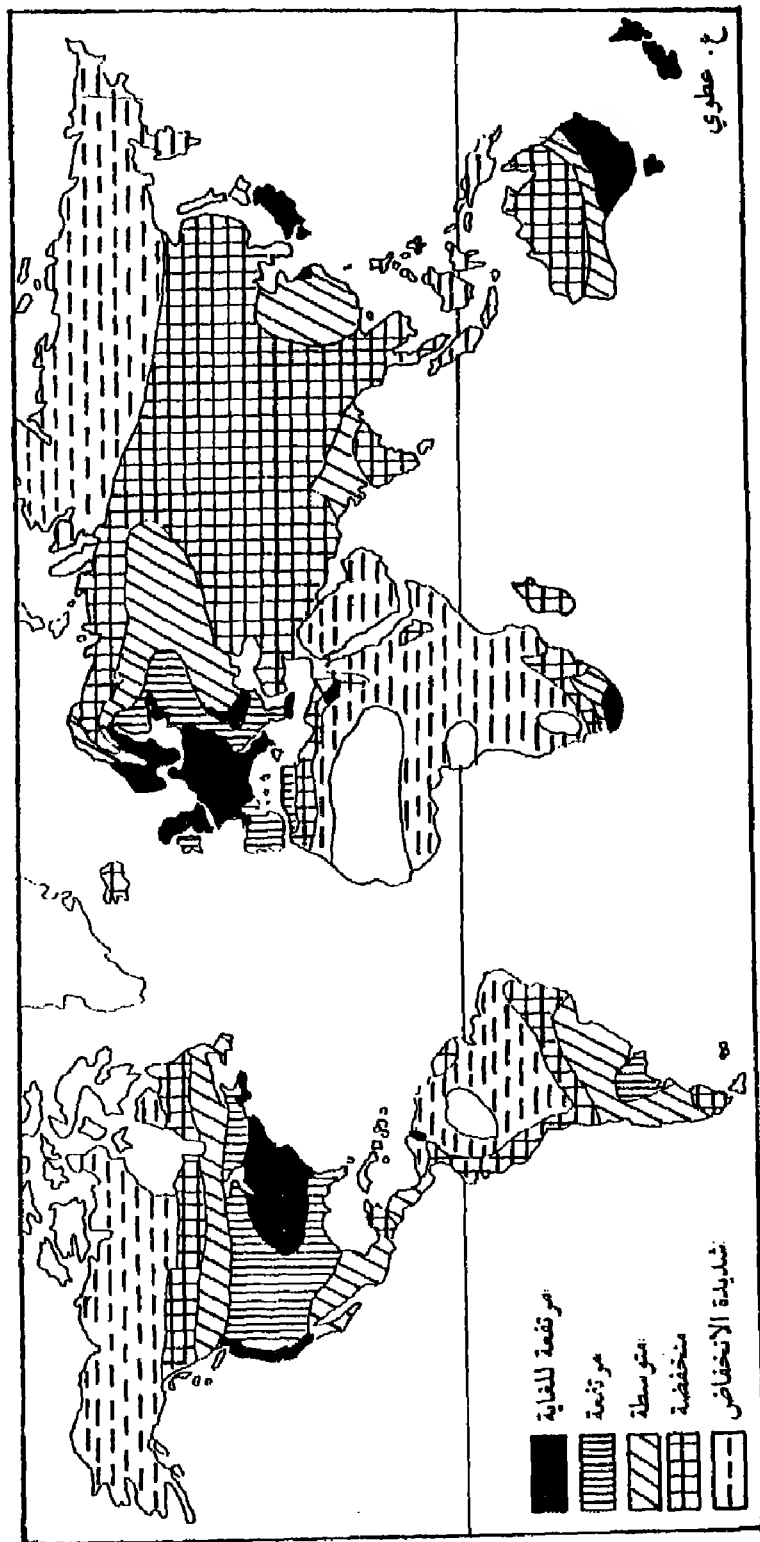 مرتفعة للغاية
مرتفعة
متوسطة
منخفضة
شديدة الانخفاض
ع. عطوي